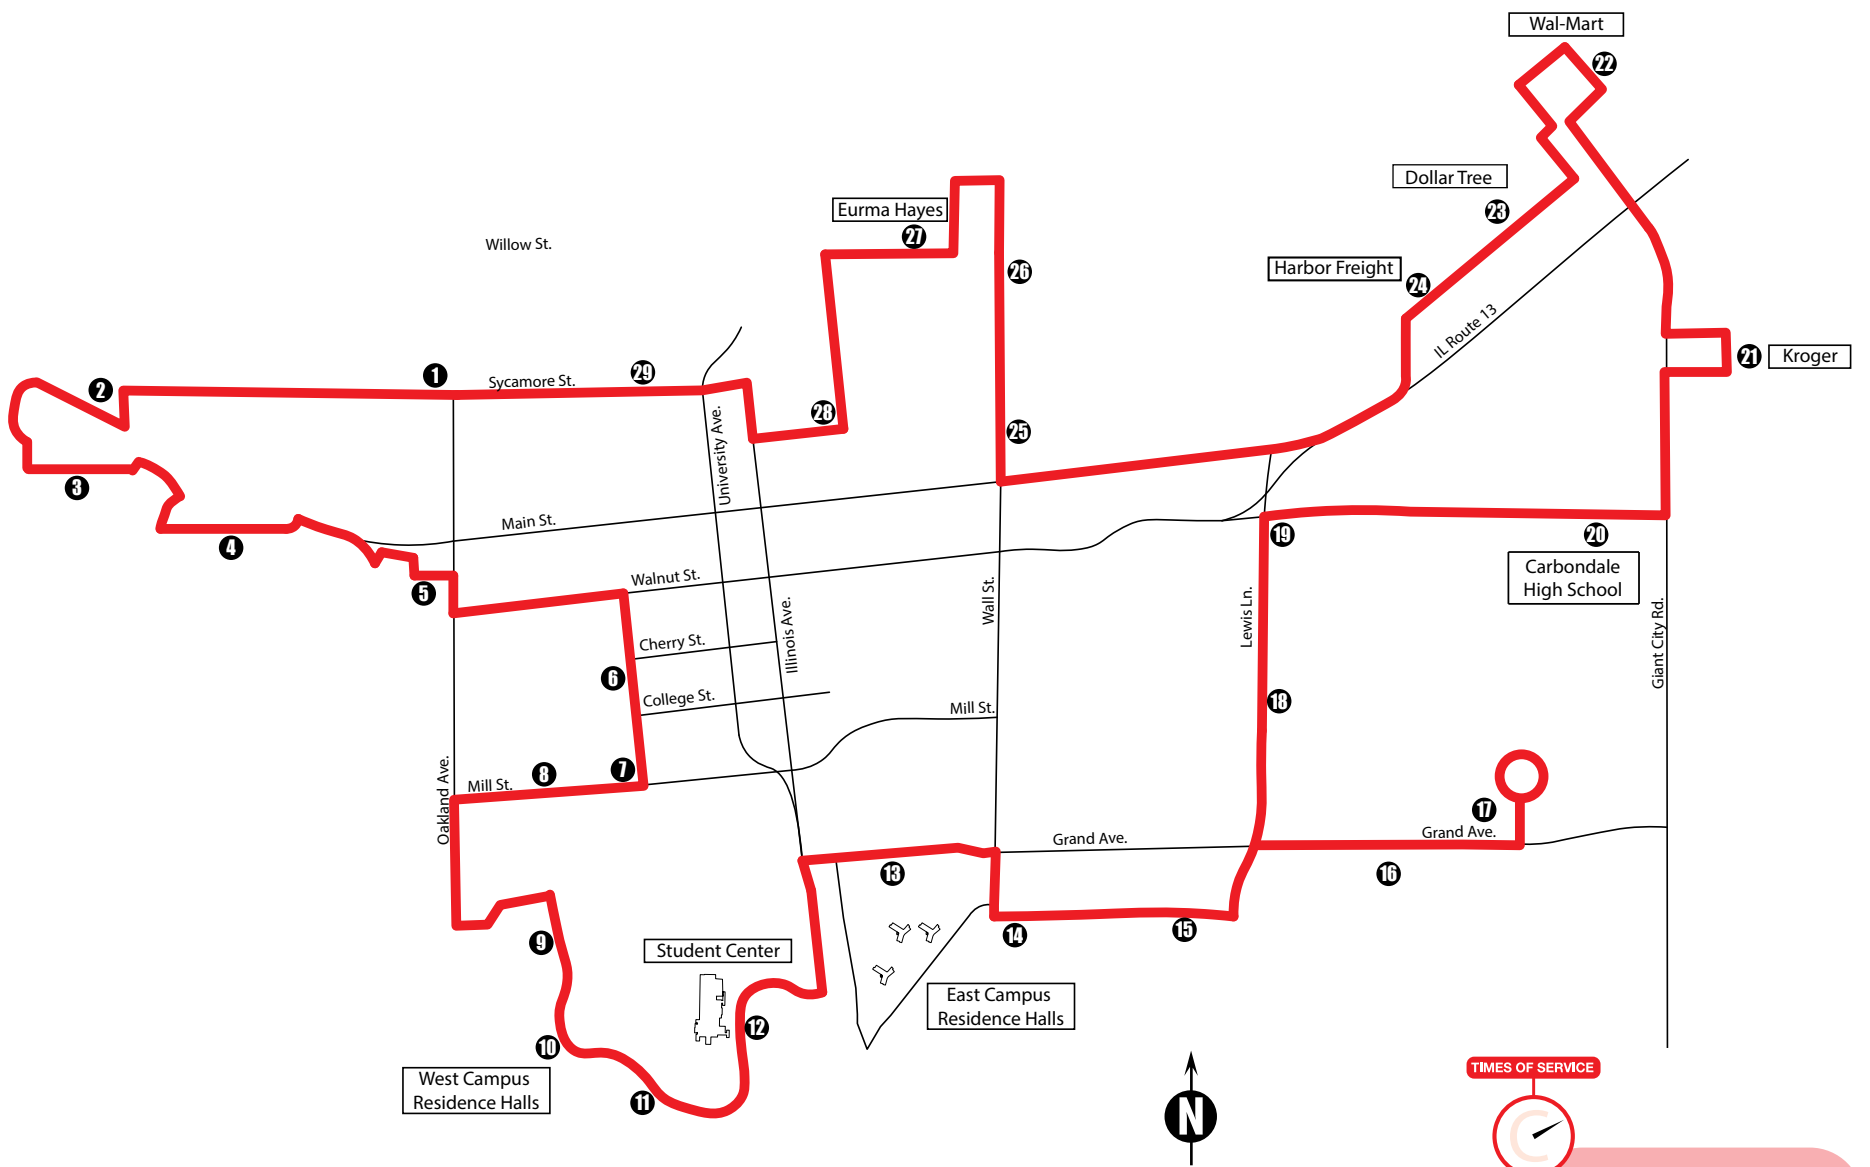 Wal-Mart
22
Dollar Tree
23
Eurma Hayes
27
Willow St.
26
Harbor Freight
24
IL Route 13
21
Kroger
1
29
Sycamore St.
2
28
25
University Ave.
3
Main St.
4
19
20
Carbondale
High School
5
Walnut St.
Wall St.
Lewis Ln.
Giant City Rd.
Illinois Ave.
Cherry St.
6
College St.
18
Mill St.
7
8
Mill St.
Oakland Ave.
17
Grand Ave.
Grand Ave.
13
16
9
14
15
Student Center
East Campus
Residence Halls
12
10
West Campus
Residence Halls
11
N
TIMES OF SERVICE
C